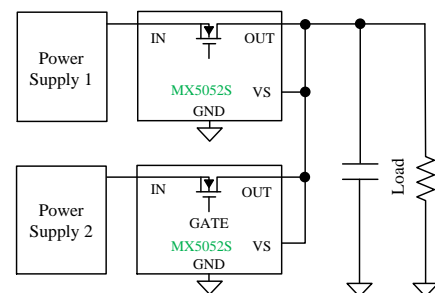 Power
Supply 1
IN
OUT
MX5052S
VS
GND
Power
Supply 2
IN
OUT
GATE
MX5052S
VS
GND
Load